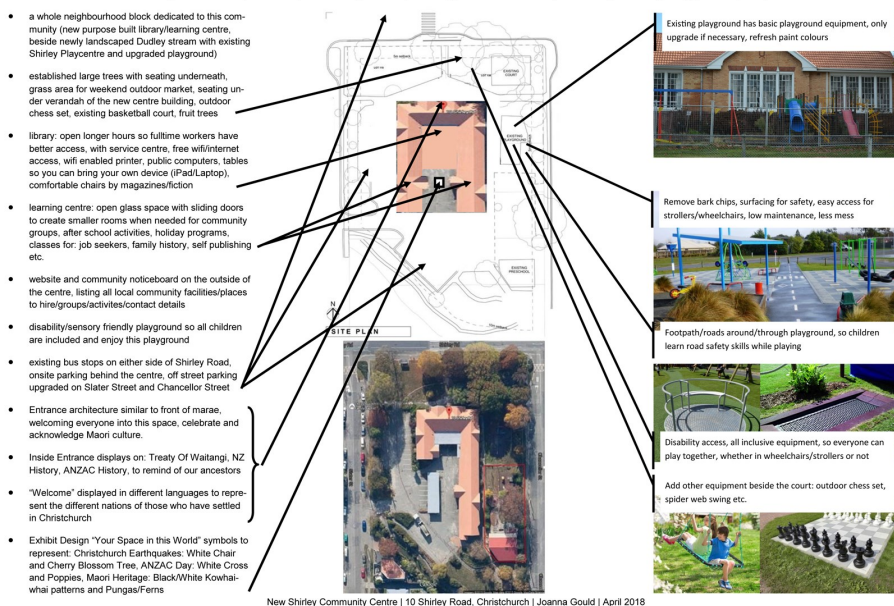 • a whole neighbourhood block dedicated to this com-
munity (new purpose built library/learning centre,
beside newly landscaped Dudley stream with existing
Shirley Playcentre and upgraded playground)
• established large trees with seating underneath,
grass area for weekend outdoor market, seating un-
der verandah of the new centre building, outdoor
chess set, existing basketball court, fruit trees
• library: open longer hours so fulltime workers have
better access, with service centre, free wifi/internet
access, wifi enabled printer, public computers, tables
so you can bring your own device (iPad/Laptop),
comfortable chairs by magazines/fiction
• learning centre: open glass space with sliding doors
to create smaller rooms when needed for community
groups, after school activities, holiday programs,
classes for: job seekers, family history, self publishing
etc.
• website and community noticeboard on the outside of
the centre, listing all local community facilities/places
to hire/groups/activites/contact details
• disability/sensory friendly playground so all children
are included and enjoy this playground
• existing bus stops on either side of Shirley Road,
onsite parking behind the centre, off street parking
upgraded on Slater Street and Chancellor Street
• Entrance architecture similar to front of marae,
welcoming everyone into this space, celebrate and
acknowledge Maori culture.
• Inside Entrance displays on: Treaty Of Waitangi, NZ
History, ANZAC History, to remind of our ancestors
• “Welcome” displayed in different languages to repre-
sent the different nations of those who have settled
in Christchurch
• Exhibit Design “Your Space in this World” symbols to
represent: Christchurch Earthquakes: White Chair
and Cherry Blossom Tree, ANZAC Day: White Cross
and Poppies, Maori Heritage: Black/White Kowhai-
whai patterns and Pungas/Ferns
EXISTING
COURT
EXISTING
PLAYGROUND
EXISTING
PRESCHOOL
N
SITE PLAN
Existing playground has basic playground equipment, only
upgrade if necessary, refresh paint colours
Remove bark chips, surfacing for safety, easy access for
strollers/wheelchairs, low maintenance, less mess
Footpath/roads around/through playground, so children
learn road safety skills while playing
Disability access, all inclusive equipment, so everyone can
play together, whether in wheelchairs/strollers or not
Add other equipment beside the court: outdoor chess set,
spider web swing etc.
New Shirley Community Centre | 10 Shirley Road, Christchurch | Joanna Gould | April 2018